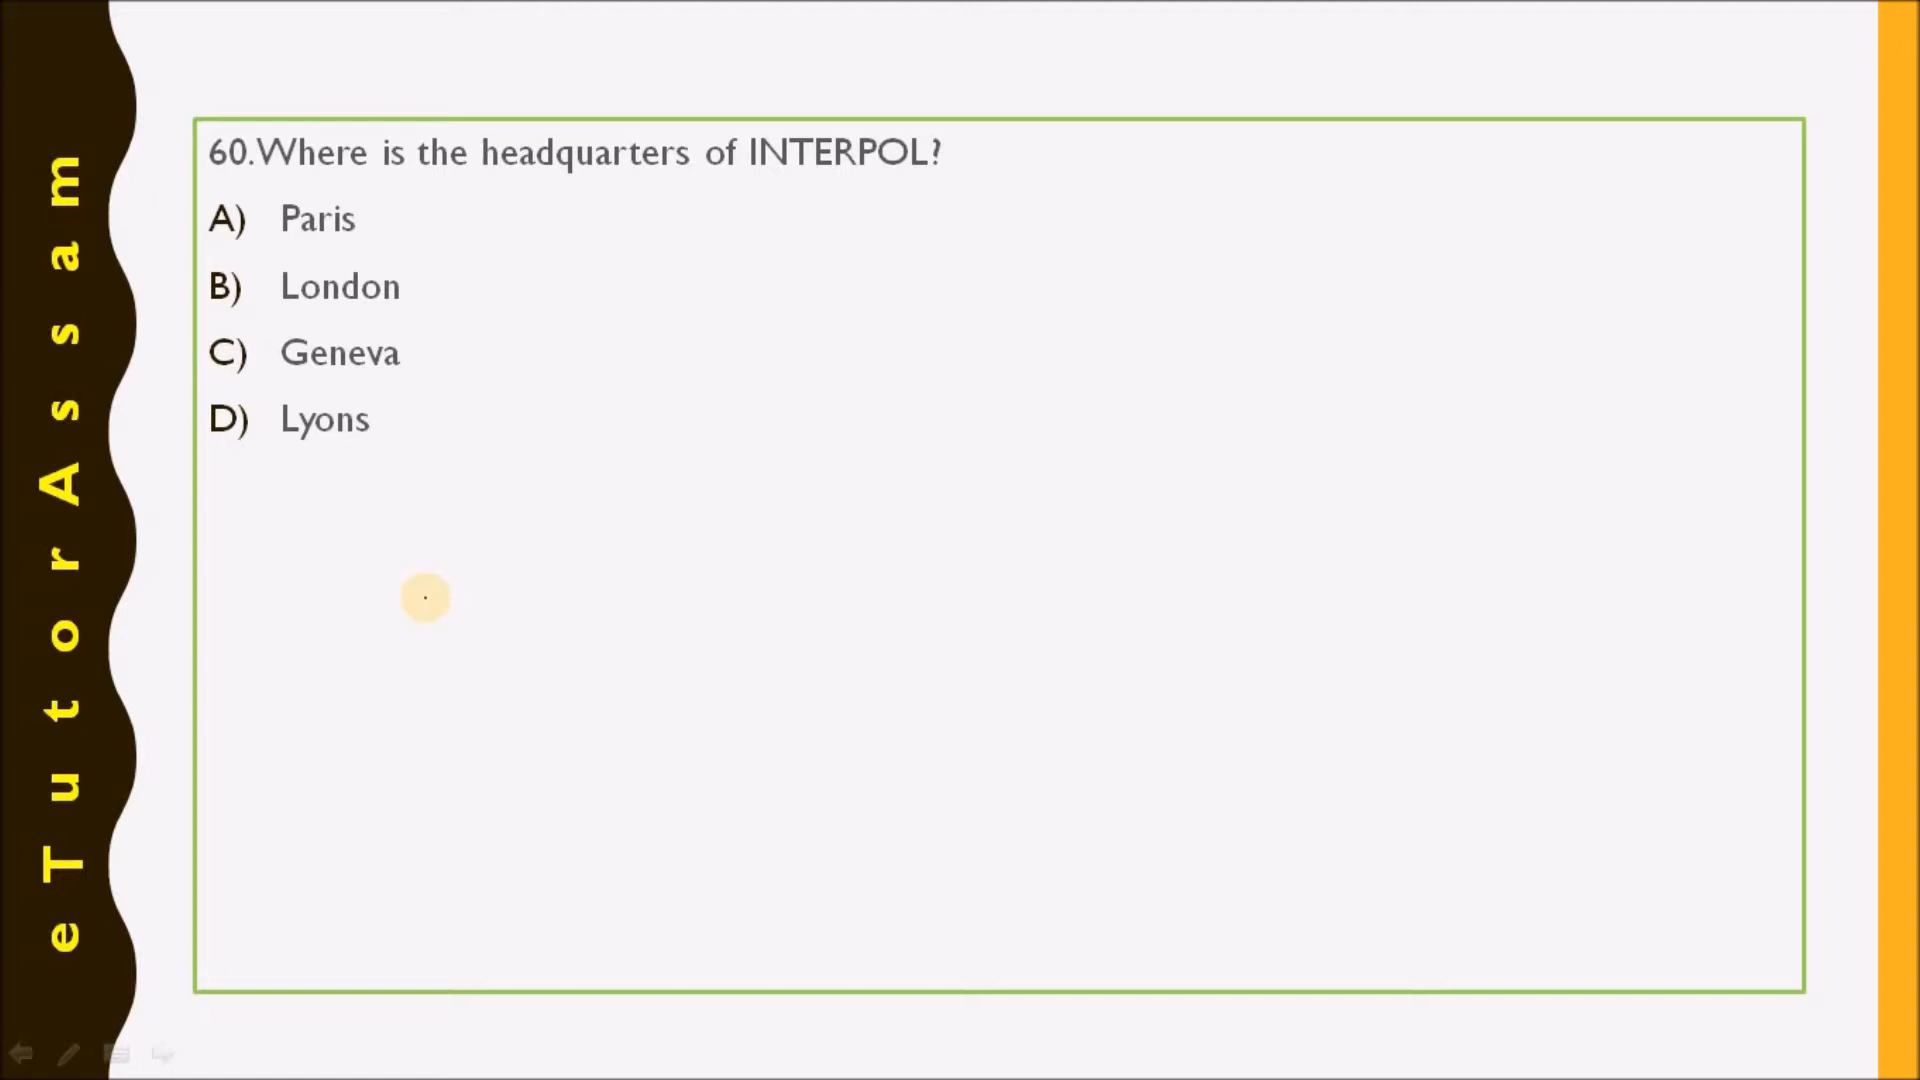 eTutorAssam
60.Where is the headquarters of INTERPOL?
A) Paris
B) London
C) Geneva
D) Lyons